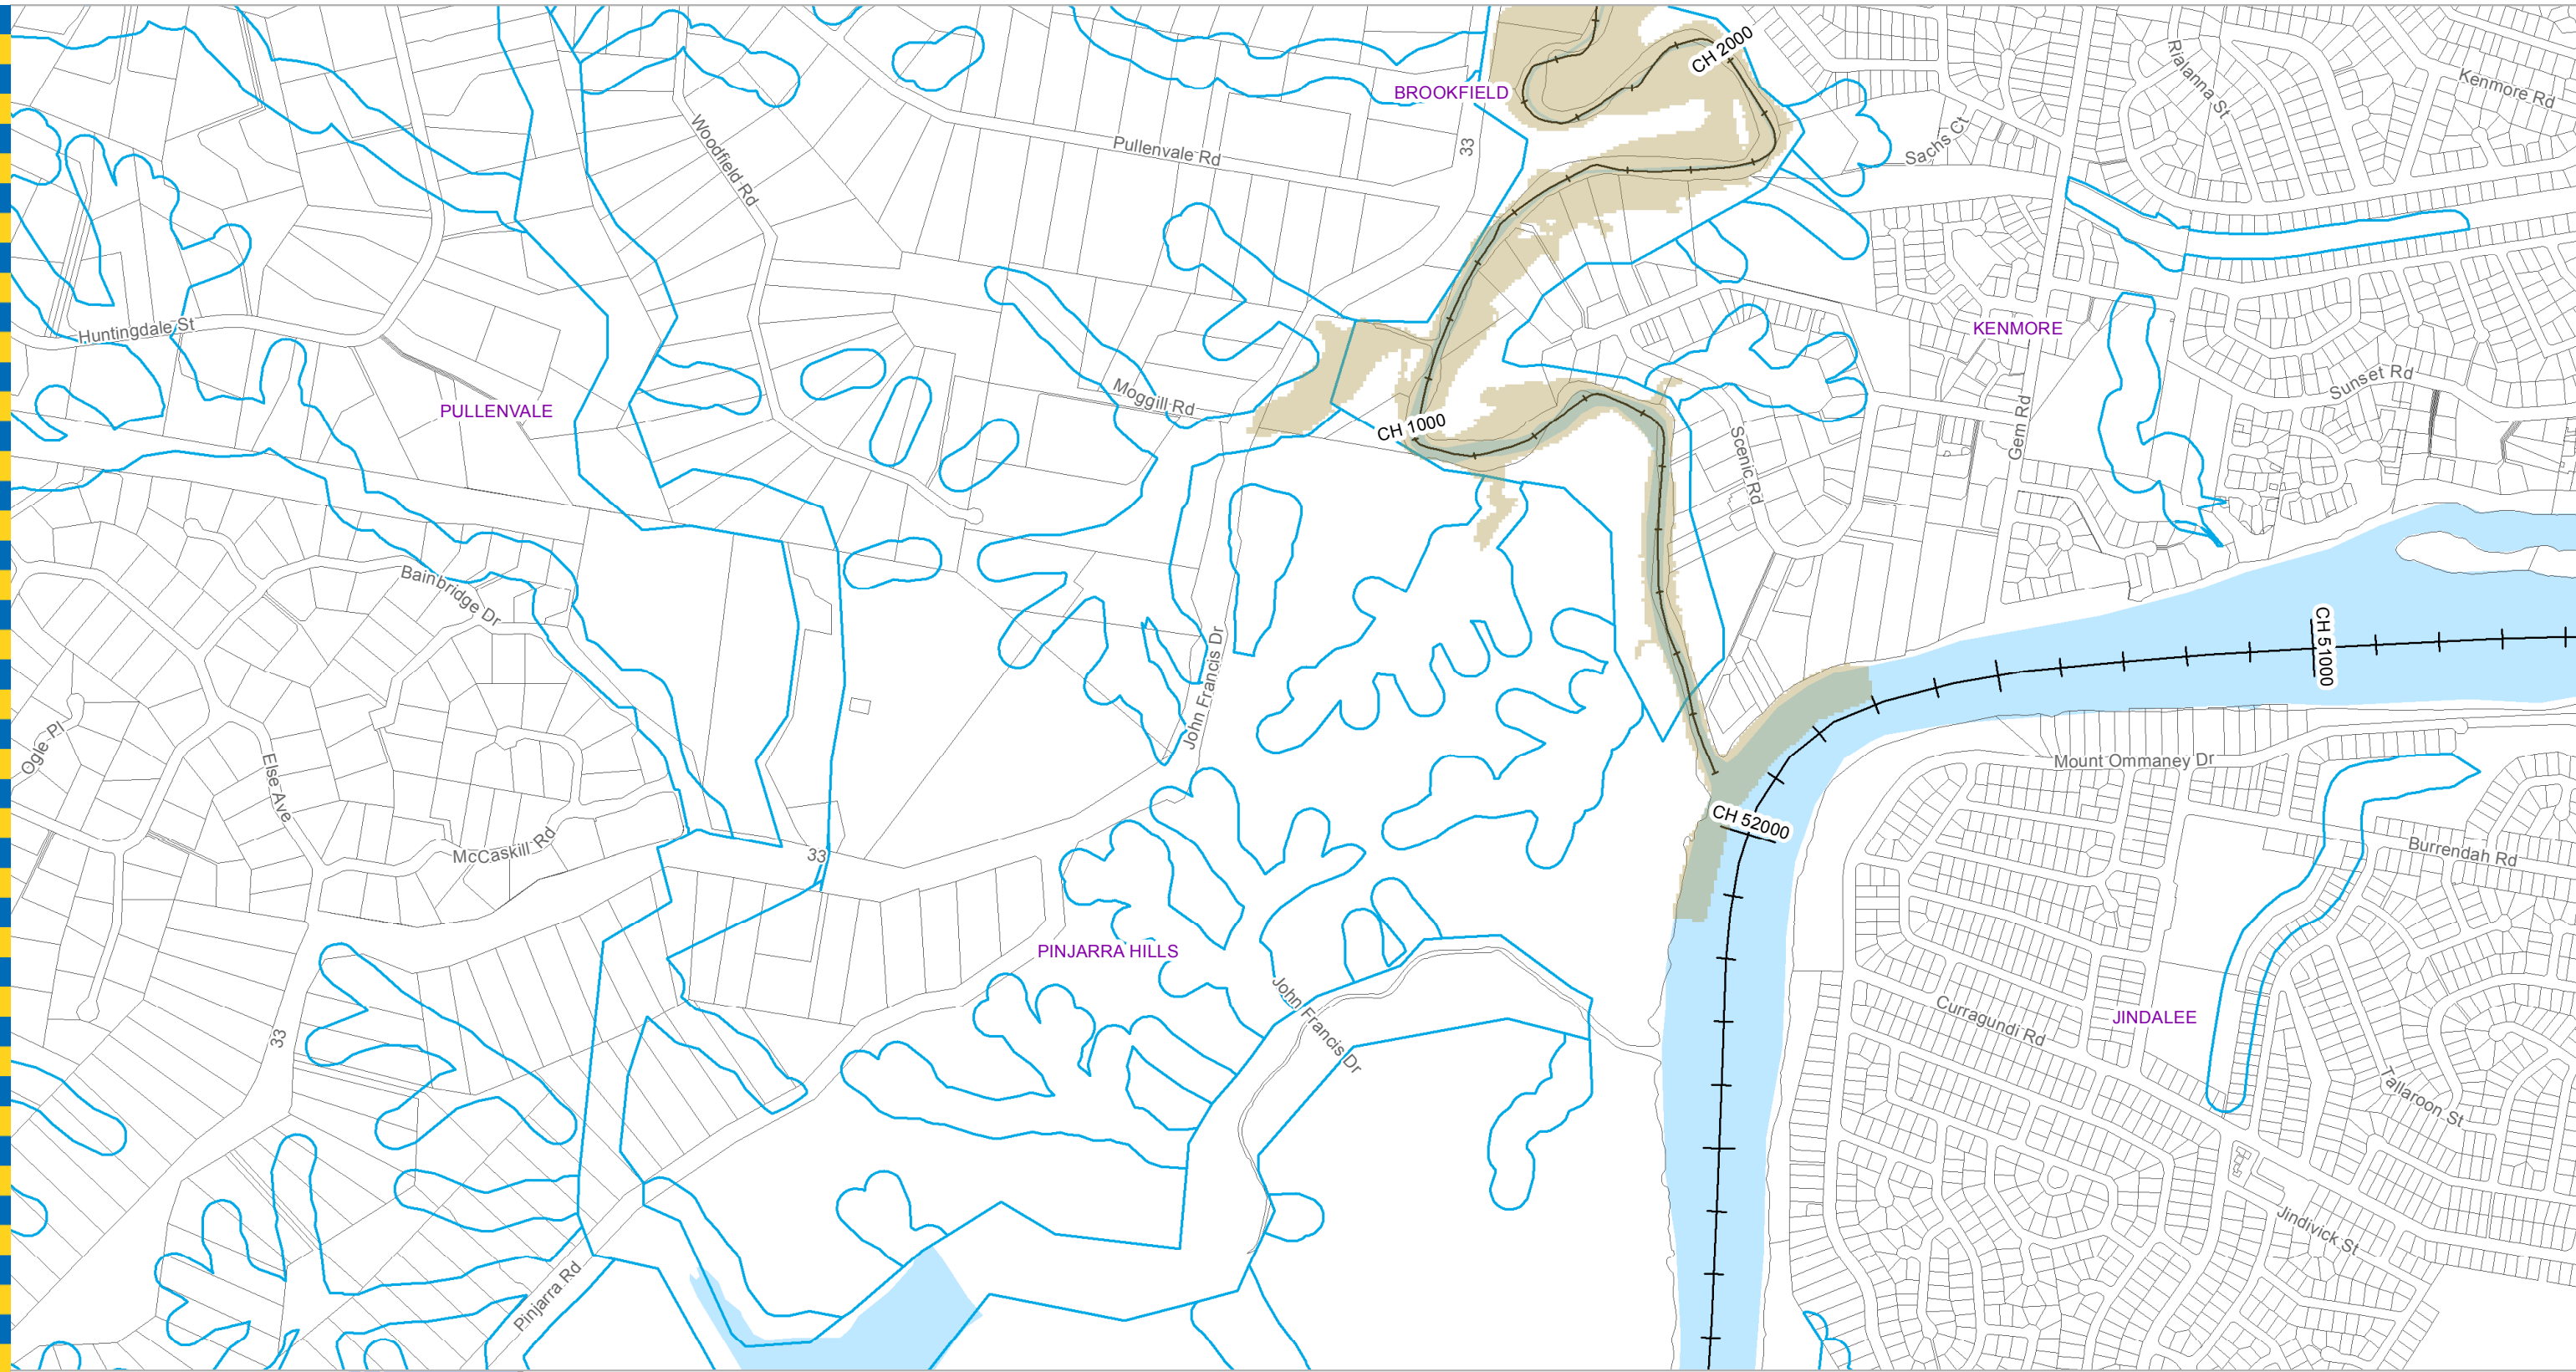 CH 2000
Rialanna St
Kenmore Rd
BROOKFIELD
33
Pullenvale Rd
Sachs Ct
Woodfield Rd
Huntingdale St
KENMORE
Sunset Rd
PULLENVALE
Moggill Rd
CH 1000
Gem Rd
Scenic Rd
Bainbridge Dr
John Francis Dr
CH 51000
Ogle Pl
Else Ave
Mount Ommaney Dr
CH 52000
McCaskill Rd
33
Burrendah Rd
PINJARRA HILLS
John Francis Dr
Curragundi Rd
JINDALEE
33
Tallaroon St
Jindivick St
Pinjarra Rd